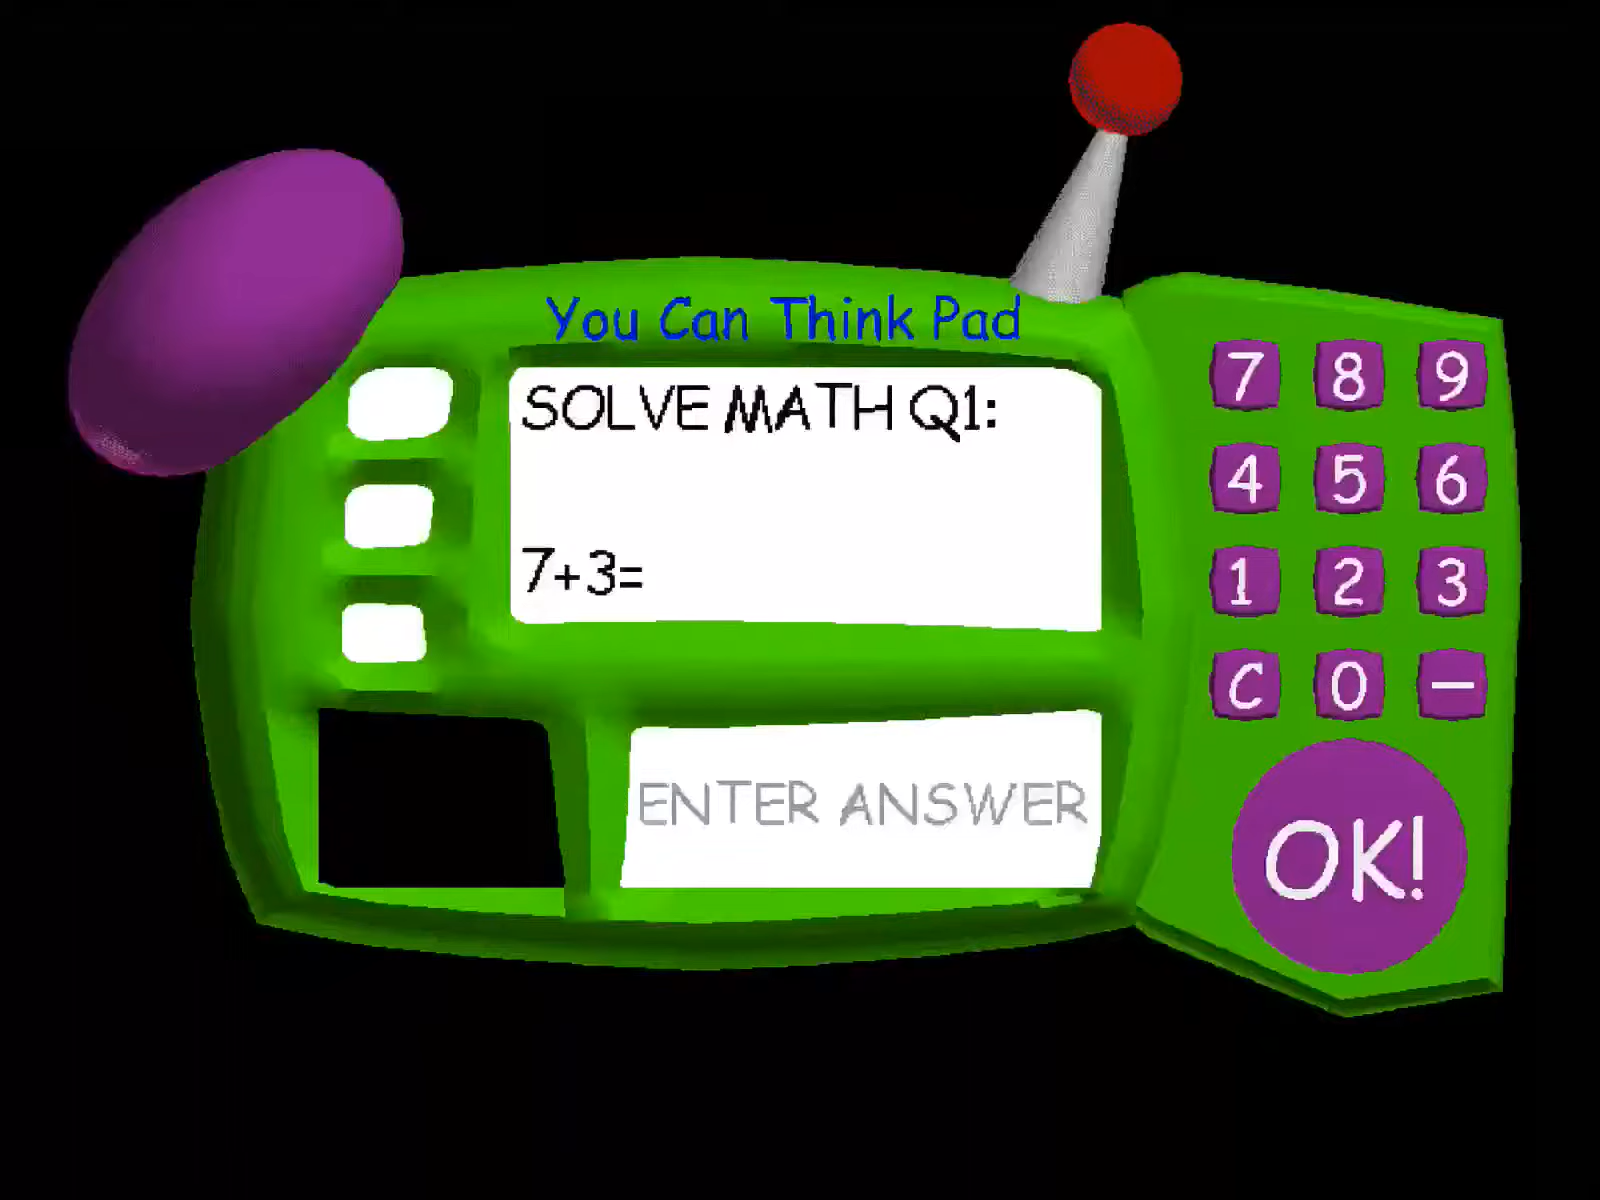 You Can Think Pad
SOLVE MATH Q1:
7+3=
ENTER ANSWER
7 8 9
4 5 6
1 2 3
C 0 –
OK!